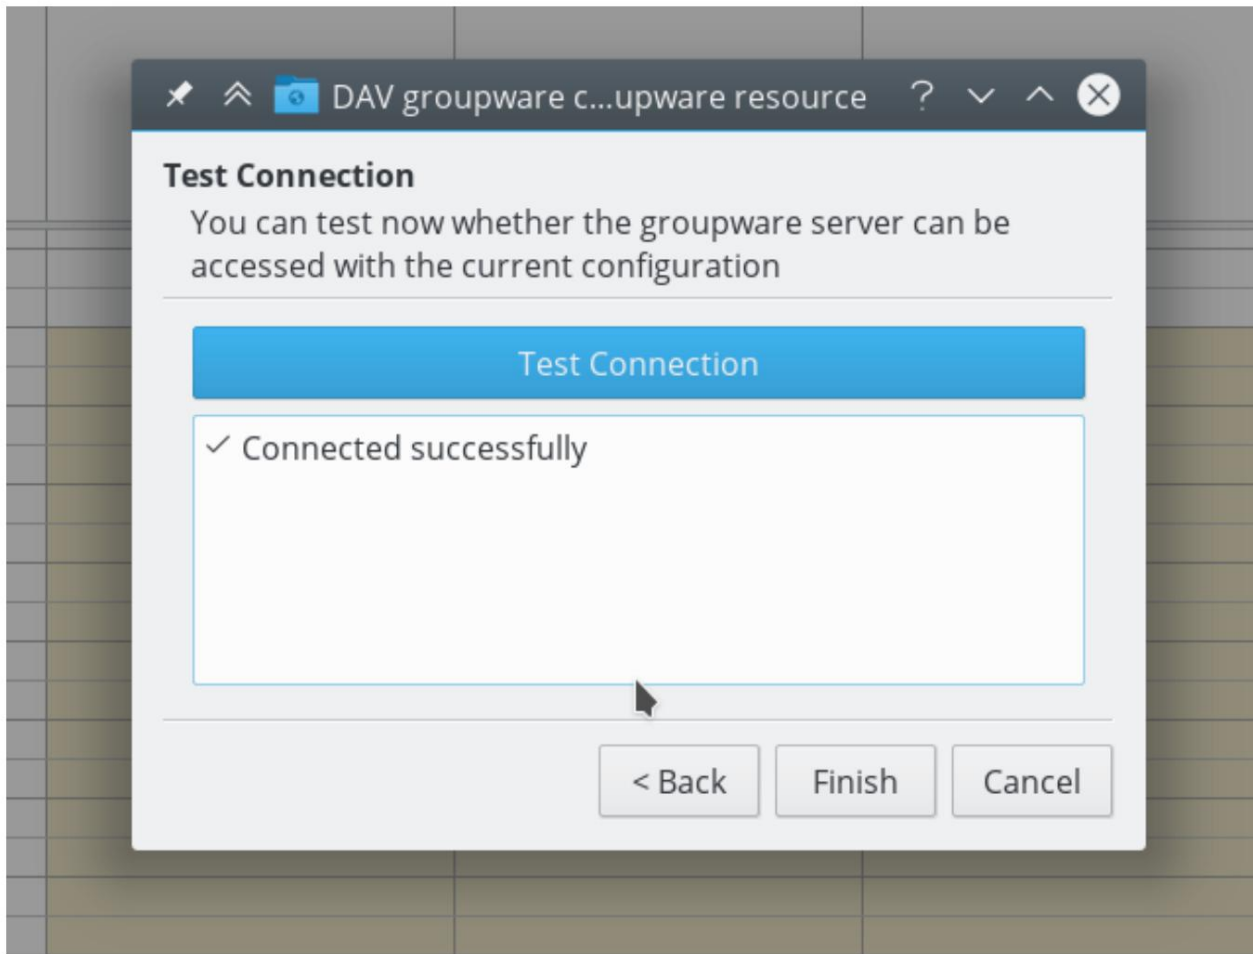 DAV groupware c...upware resource ?
Test Connection
You can test now whether the groupware server can be
accessed with the current configuration
Test Connection
✓ Connected successfully
< Back Finish Cancel